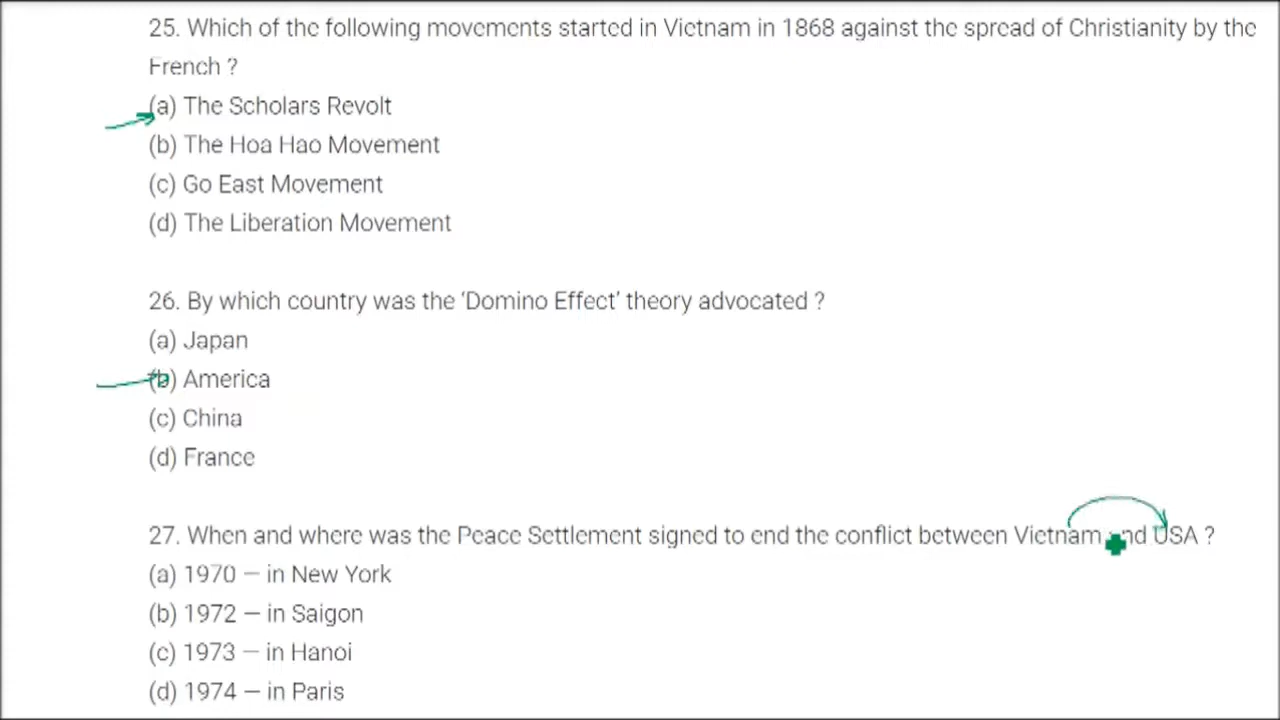 25. Which of the following movements started in Vietnam in 1868 against the spread of Christianity by the
French ?
(a) The Scholars Revolt
(b) The Hoa Hao Movement
(c) Go East Movement
(d) The Liberation Movement
26. By which country was the ‘Domino Effect’ theory advocated ?
(a) Japan
(b) America
(c) China
(d) France
27. When and where was the Peace Settlement signed to end the conflict between Vietnam and USA ?
(a) 1970 — in New York
(b) 1972 — in Saigon
(c) 1973 — in Hanoi
(d) 1974 — in Paris